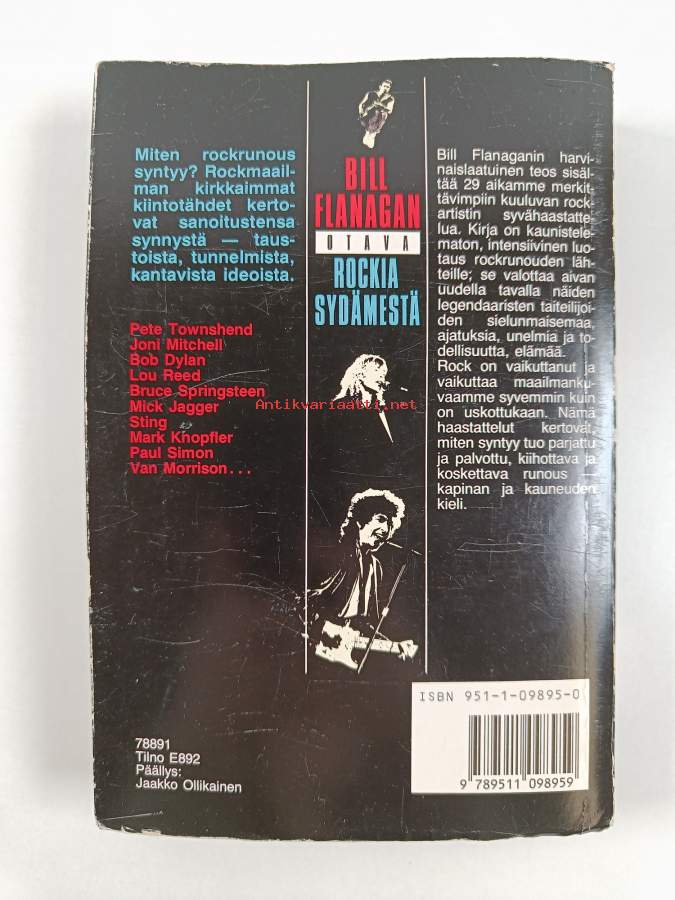 Miten rockrunous
syntyy? Rockmaail-
man kirkkaimmat
kiintotähdet kerto-
vat sanoitustensa
synnystä — taus-
toista, tunnelmista,
kantavista ideoista.
Pete Townshend
Joni Mitchell
Bob Dylan
Lou Reed
Bruce Springsteen
Mick Jagger
Sting
Mark Knopfler
Paul Simon
Van Morrison...
BILL
FLANAGAN
OTAVA
ROCKIA
SYDÄMESTÄ
Antikvariaatti.net
Bill Flanaganin harvi-
naislaatuinen teos sisäl-
tää 29 aikamme merkit-
tävimpiin kuuluvan rock-
artistin syvähaastatte-
lua. Kirja on kaunistele-
maton, intensiivinen luo-
taus rockrunouden läh-
teille; se valottaa aivan
uudella tavalla näiden
legendaaristen taiteilijoi-
den sielunmaisemaa,
ajatuksia, unelmia ja to-
dellisuutta, elämää.
Rock on vaikuttanut ja
vaikuttaa maailmanku-
vaamme syvemmin kuin
on uskottukaan. Nämä
haastattelut kertovat,
miten syntyy tuo parjattu
ja palvottu, kiihottava ja
koskettava runous —
kapinan ja kauneuden
kieli.
78891
Tilno E892
Päällys:
Jaakko Ollikainen
ISBN 951-1-09895-0
9 789511 098959